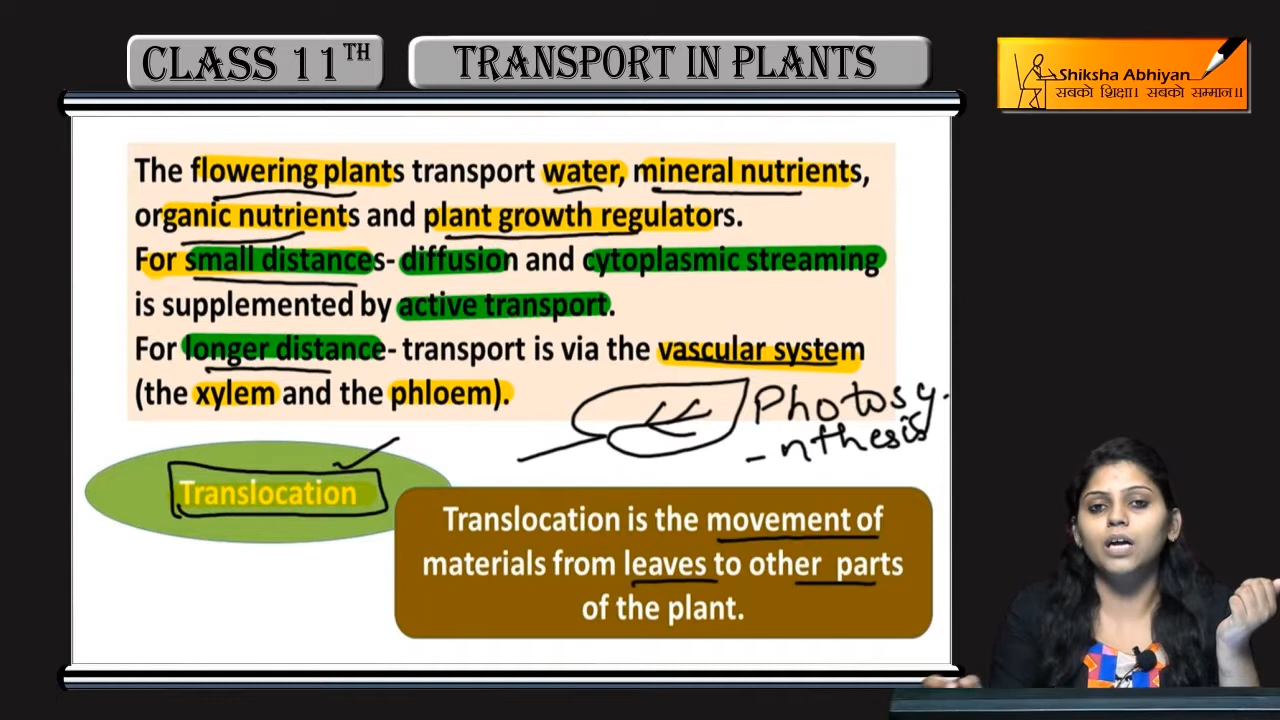 CLASS 11TH
TRANSPORT IN PLANTS
Shiksha Abhiyan
सबको शिक्षा। सबको सम्मान॥
The flowering plants transport water, mineral nutrients,
organic nutrients and plant growth regulators.
For small distances- diffusion and cytoplasmic streaming
is supplemented by active transport.
For longer distance- transport is via the vascular system
(the xylem and the phloem).
Photosy-
-nthesis
Translocation
Translocation is the movement of
materials from leaves to other parts
of the plant.